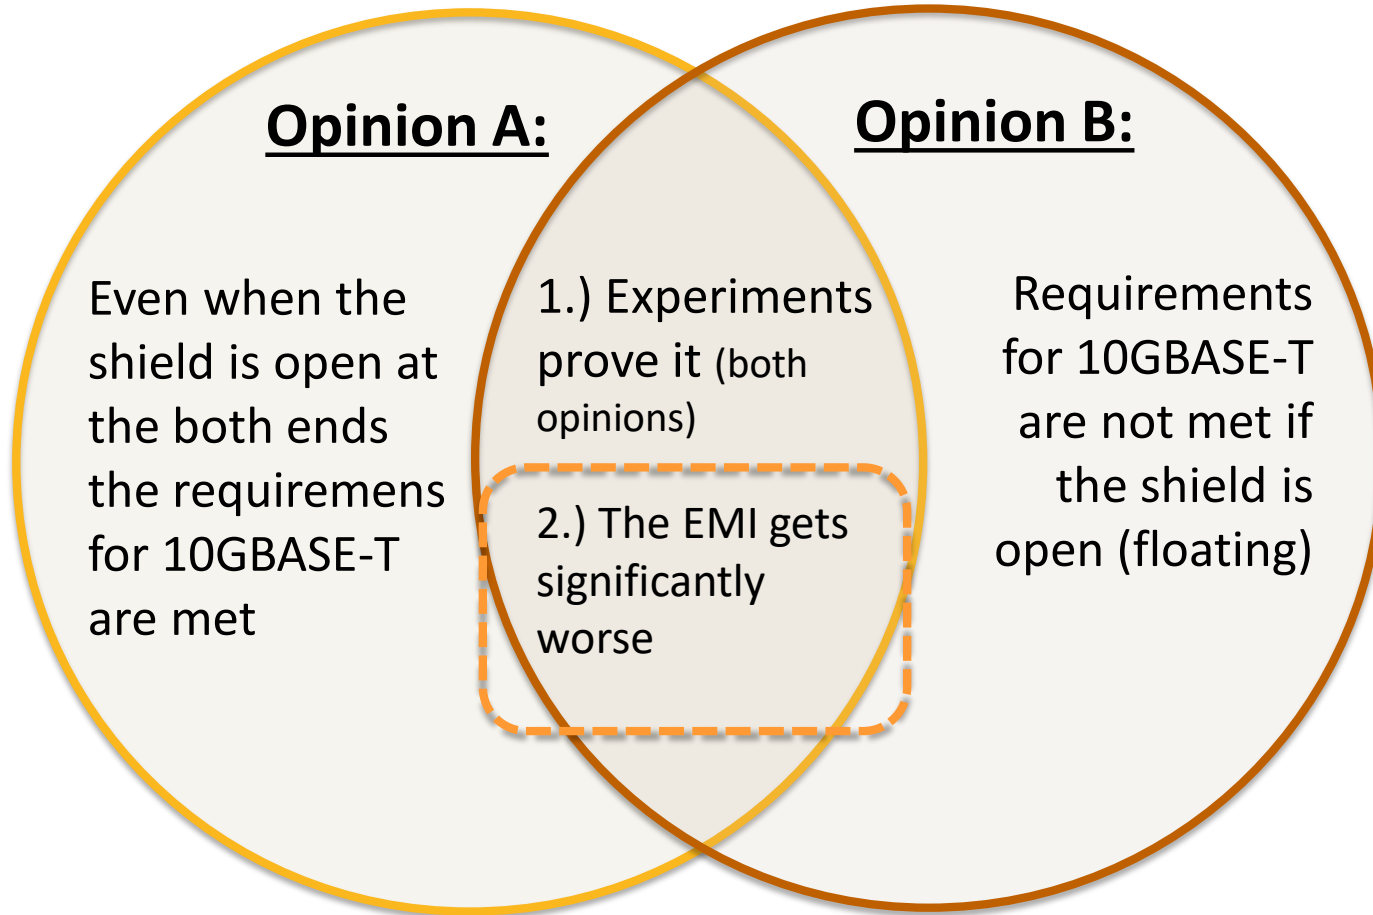 Opinion A:
Even when the
shield is open at
the both ends
the requiremens
for 10GBASE-T
are met
1.) Experiments
prove it (both
opinions)
2.) The EMI gets
significantly
worse
Opinion B:
Requirements
for 10GBASE-T
are not met if
the shield is
open (floating)